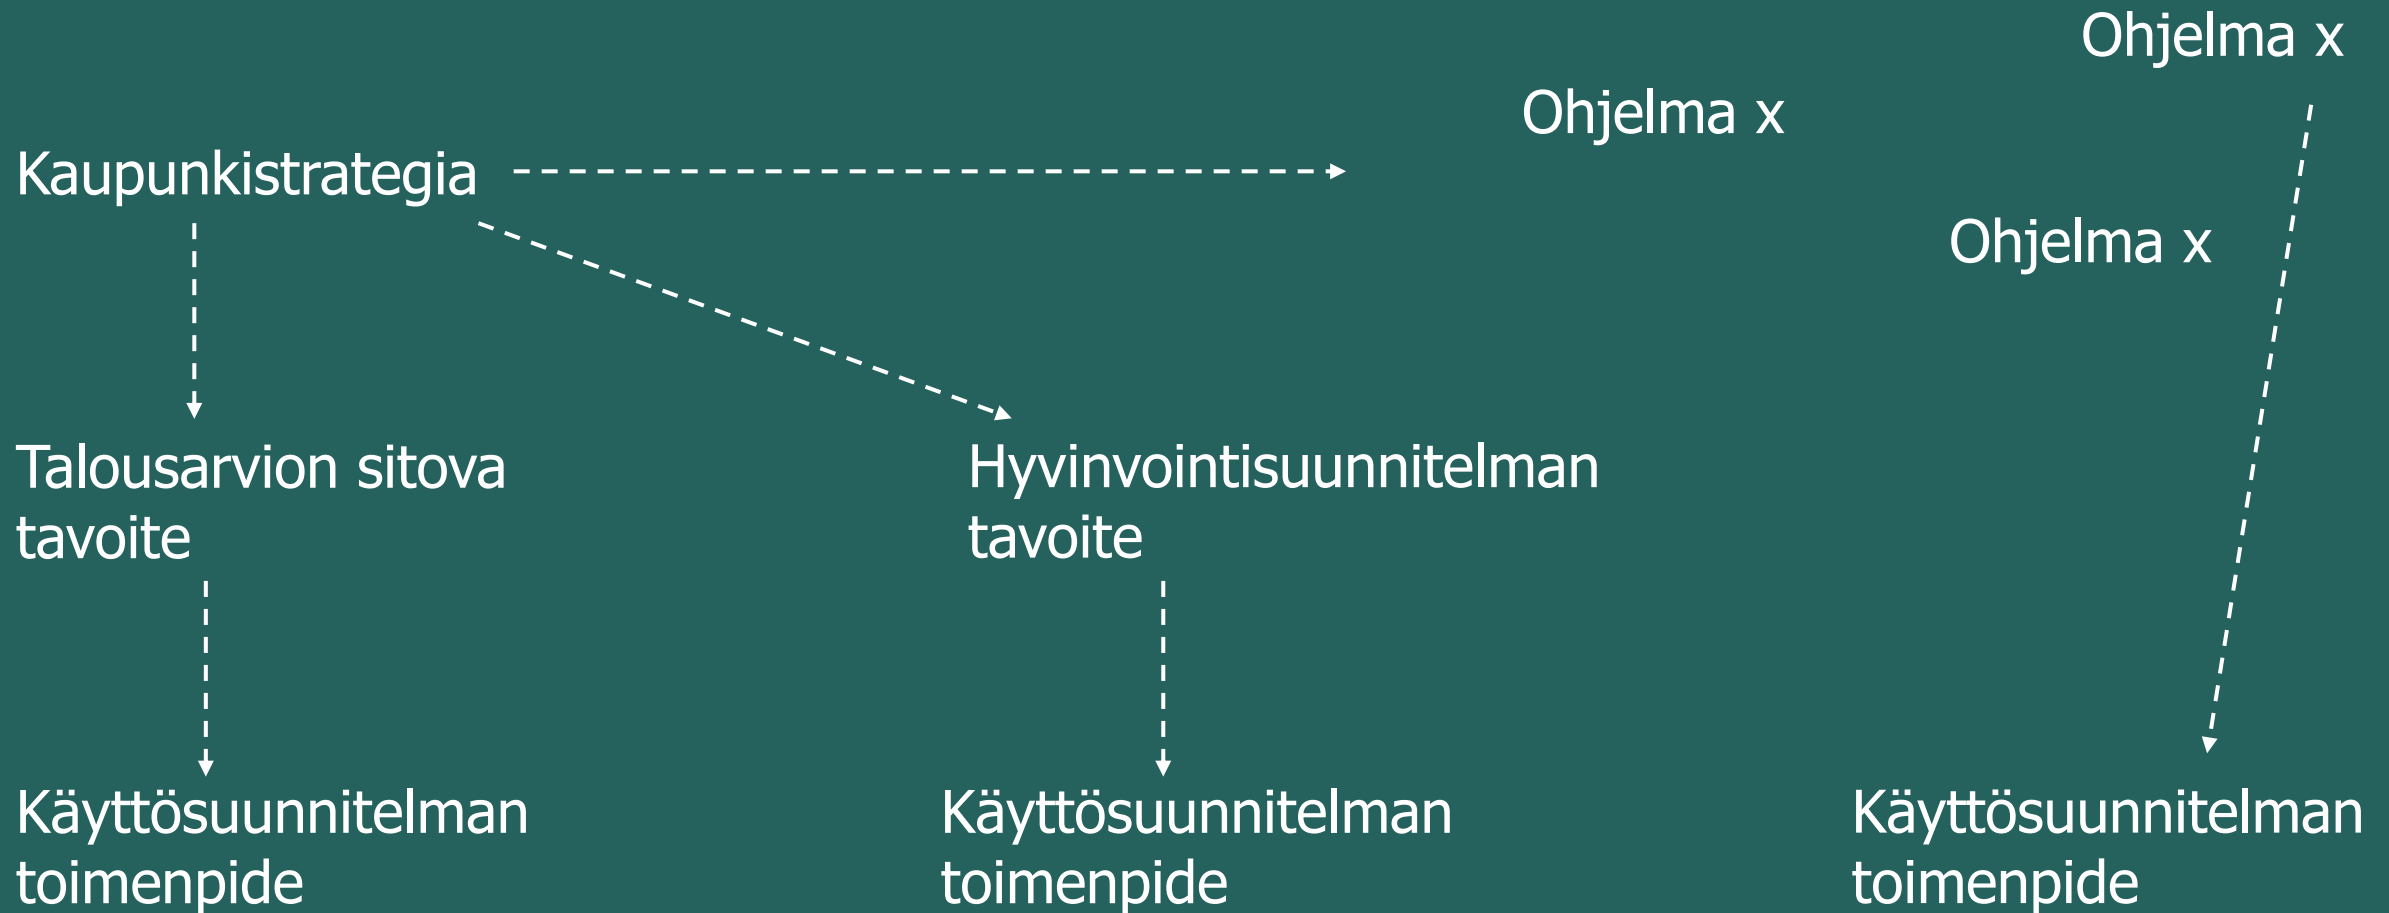 Ohjelma x
Ohjelma x
Kaupunkistrategia
Ohjelma x
Talousarvion sitova
tavoite
Hyvinvointisuunnitelman
tavoite
Käyttösuunnitelman
toimenpide
Käyttösuunnitelman
toimenpide
Käyttösuunnitelman
toimenpide